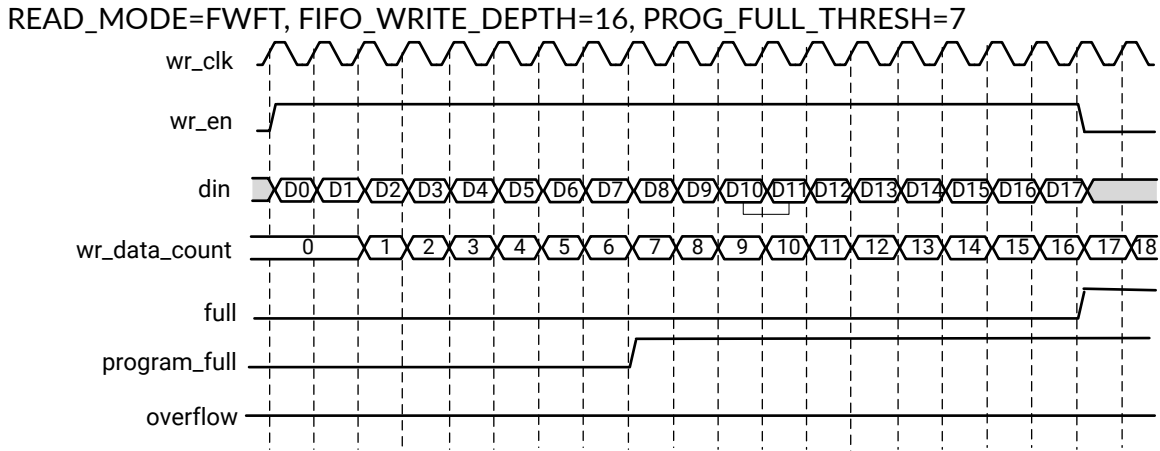 READ_MODE=FWFT, FIFO_WRITE_DEPTH=16, PROG_FULL_THRESH=7
wr_clk
wr_en
din D0 D1 D2 D3 D4 D5 D6 D7 D8 D9 D10 D11 D12 D13 D14 D15 D16 D17
wr_data_count 0 1 2 3 4 5 6 7 8 9 10 11 12 13 14 15 16 17 18
full
program_full
overflow